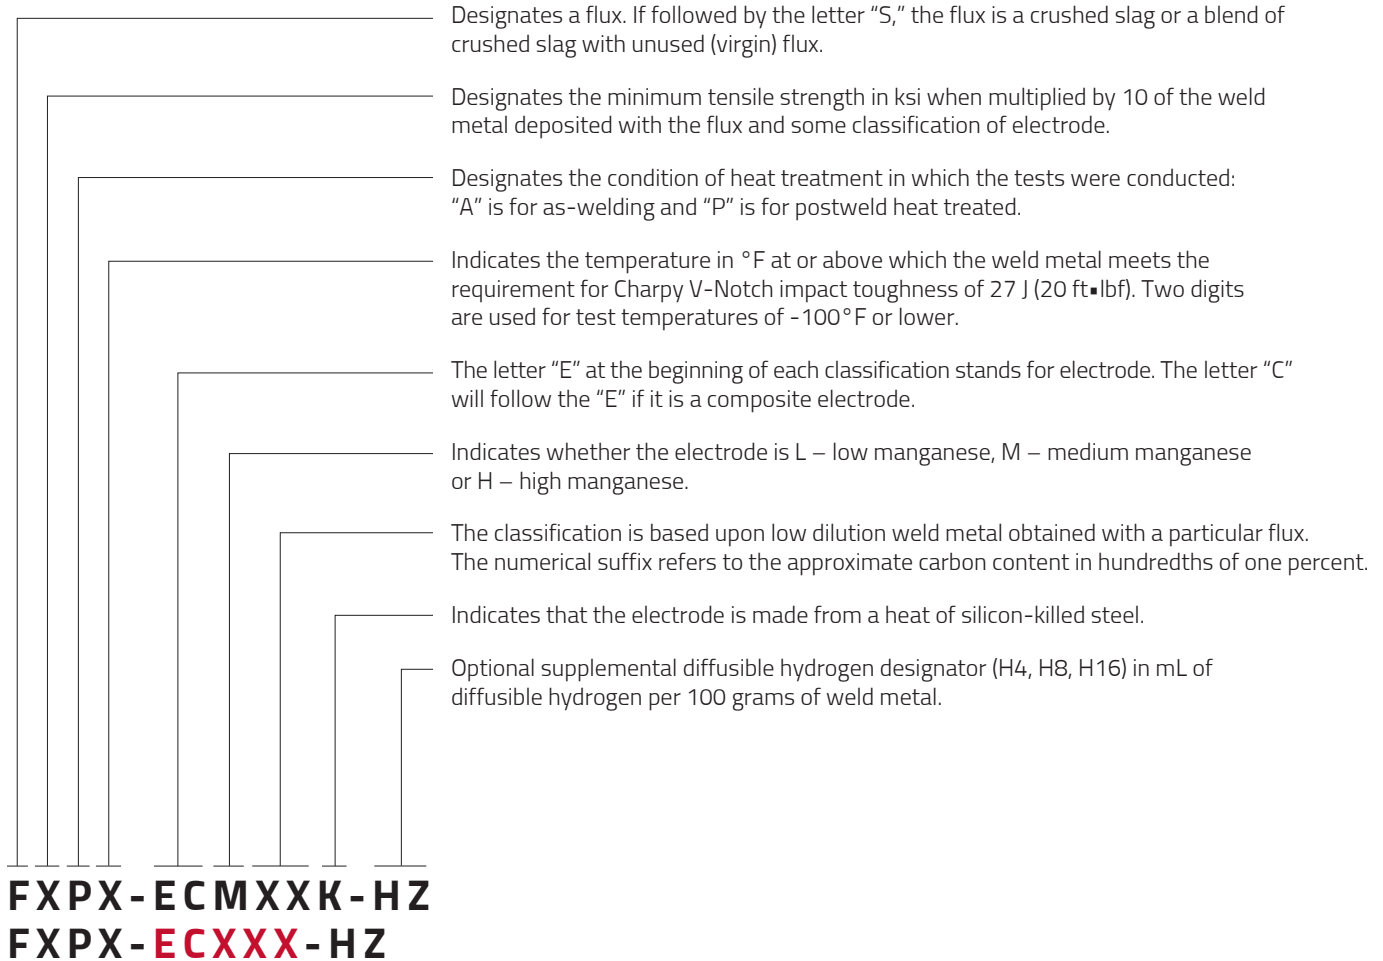 Designates a flux. If followed by the letter “S,” the flux is a crushed slag or a blend of
crushed slag with unused (virgin) flux.
Designates the minimum tensile strength in ksi when multiplied by 10 of the weld
metal deposited with the flux and some classification of electrode.
Designates the condition of heat treatment in which the tests were conducted:
“A” is for as-welding and “P” is for postweld heat treated.
Indicates the temperature in °F at or above which the weld metal meets the
requirement for Charpy V-Notch impact toughness of 27 J (20 ft▪lbf). Two digits
are used for test temperatures of -100°F or lower.
The letter “E” at the beginning of each classification stands for electrode. The letter “C”
will follow the “E” if it is a composite electrode.
Indicates whether the electrode is L – low manganese, M – medium manganese
or H – high manganese.
The classification is based upon low dilution weld metal obtained with a particular flux.
The numerical suffix refers to the approximate carbon content in hundredths of one percent.
Indicates that the electrode is made from a heat of silicon-killed steel.
Optional supplemental diffusible hydrogen designator (H4, H8, H16) in mL of
diffusible hydrogen per 100 grams of weld metal.
FXPX-ECMXXK-HZ
FXPX-ECXXX-HZ